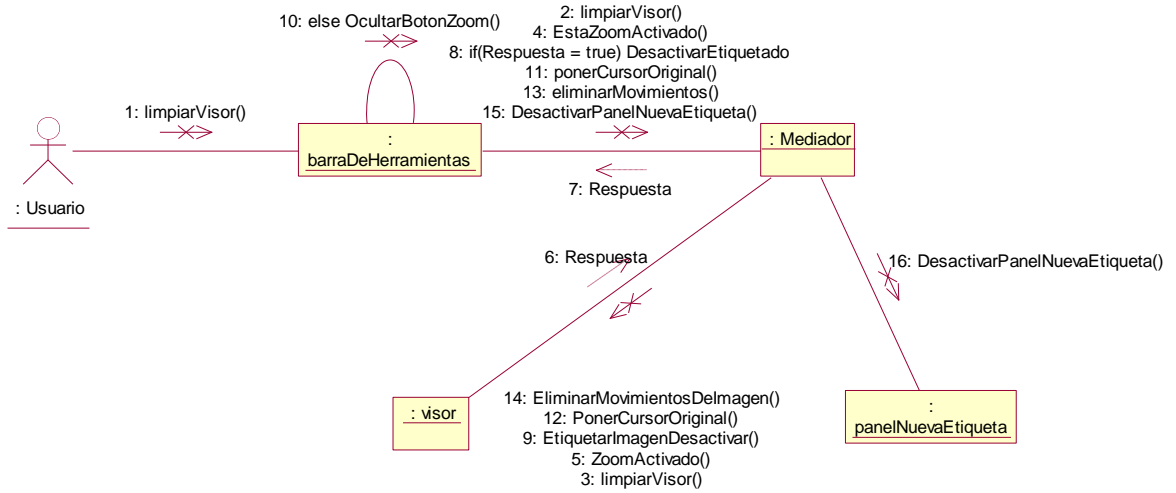 10: else OcultarBotonZoom()
2: limpiarVisor()
4: EstaZoomActivado()
8: if(Respuesta = true) DesactivarEtiquetado
11: ponerCursorOriginal()
13: eliminarMovimientos()
15: DesactivarPanelNuevaEtiqueta()
1: limpiarVisor()
: Usuario
:
barraDeHerramientas
: Mediador
7: Respuesta
6: Respuesta
16: DesactivarPanelNuevaEtiqueta()
: visor
14: EliminarMovimientosDeImagen()
12: PonerCursorOriginal()
9: EtiquetarImagenDesactivar()
5: ZoomActivado()
3: limpiarVisor()
:
panelNuevaEtiqueta